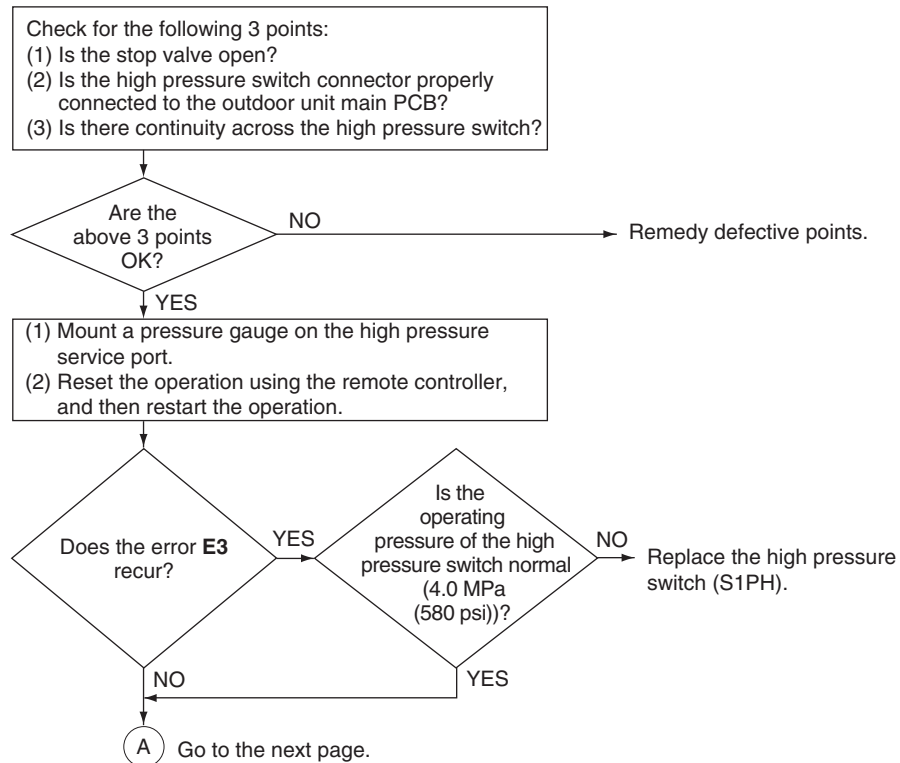 Check for the following 3 points:
(1) Is the stop valve open?
(2) Is the high pressure switch connector properly
connected to the outdoor unit main PCB?
(3) Is there continuity across the high pressure switch?
Are the
above 3 points
OK?
NO
Remedy defective points.
YES
(1) Mount a pressure gauge on the high pressure
service port.
(2) Reset the operation using the remote controller,
and then restart the operation.
Does the error E3
recur?
YES
Is the
operating
pressure of the high
pressure switch normal
(4.0 MPa
(580 psi))?
NO
Replace the high pressure
switch (S1PH).
NO
YES
A
Go to the next page.